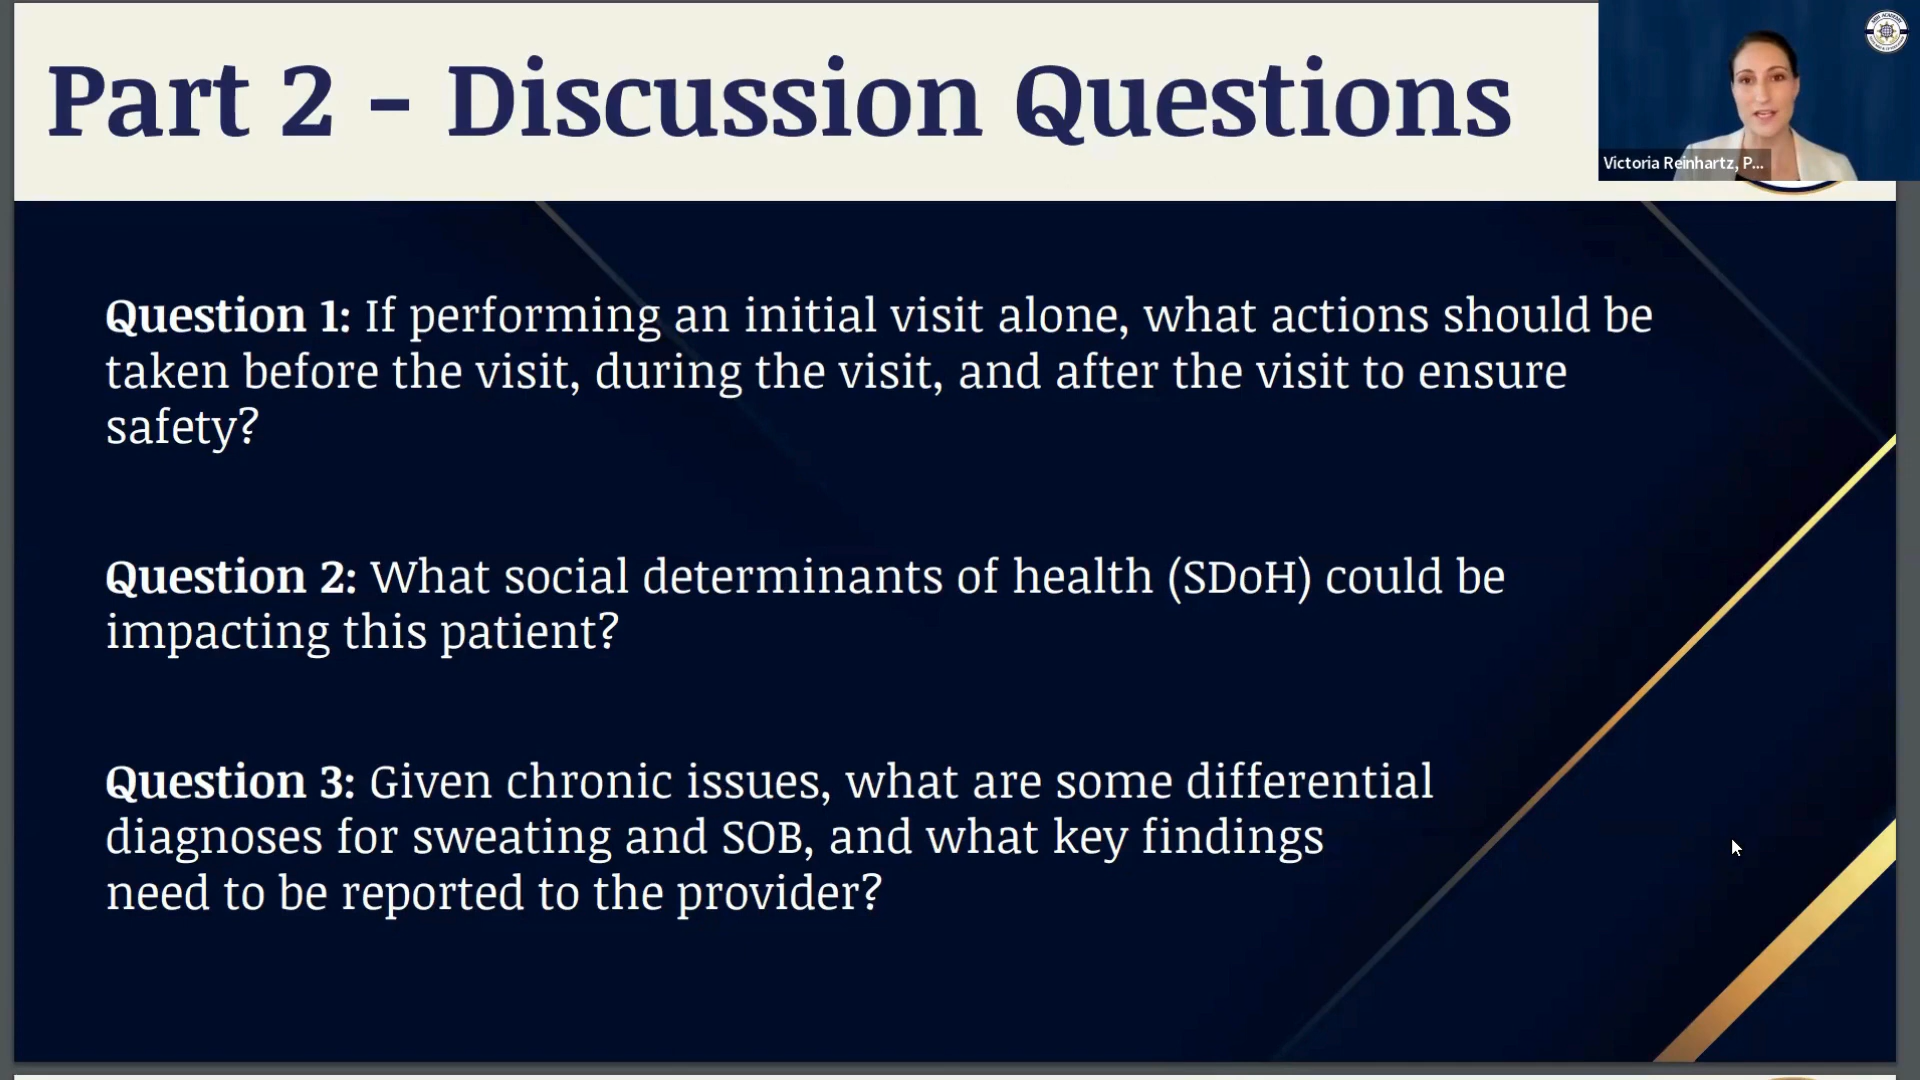 Part 2 - Discussion Questions
Victoria Reinhartz, P...
Question 1: If performing an initial visit alone, what actions should be
taken before the visit, during the visit, and after the visit to ensure
safety?
Question 2: What social determinants of health (SDoH) could be
impacting this patient?
Question 3: Given chronic issues, what are some differential
diagnoses for sweating and SOB, and what key findings
need to be reported to the provider?